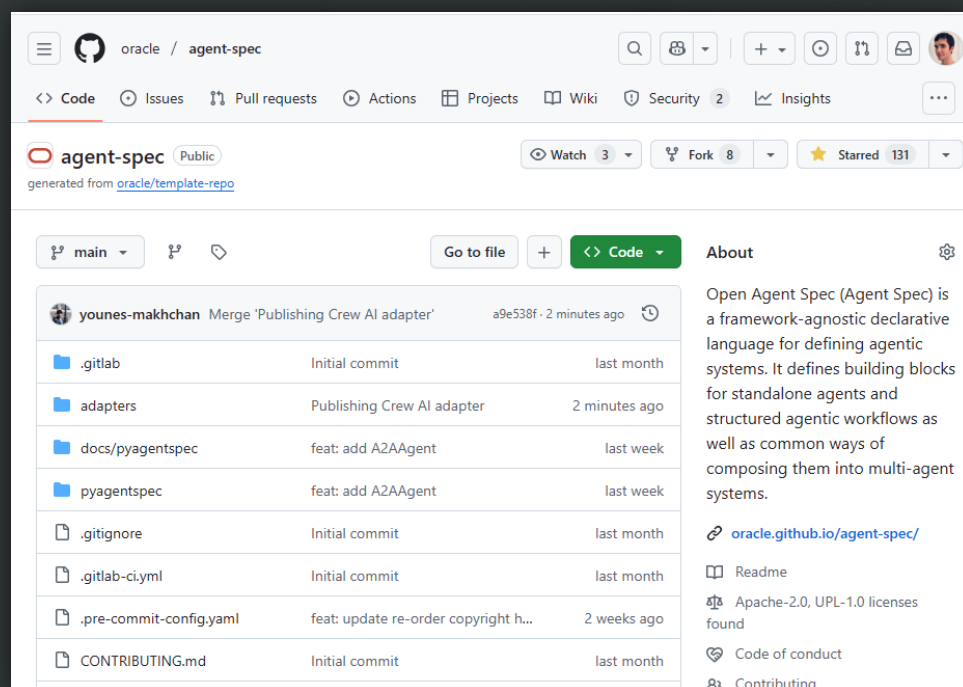 oracle / agent-spec
Code Issues Pull requests Actions Projects Wiki Security 2 Insights
agent-spec Public
Watch 3 Fork 8 Starred 131
generated from oracle/template-repo
main Go to file Code
younes-makhchan Merge 'Publishing Crew AI adapter' a9e538f · 2 minutes ago
.gitlab Initial commit last month
adapters Publishing Crew AI adapter 2 minutes ago
docs/pyagentspec feat: add A2AAgent last week
pyagentspec feat: add A2AAgent last week
.gitignore Initial commit last month
.gitlab-ci.yml Initial commit last month
.pre-commit-config.yaml feat: update re-order copyright h... 2 weeks ago
CONTRIBUTING.md Initial commit last month
About
Open Agent Spec (Agent Spec) is
a framework-agnostic declarative
language for defining agentic
systems. It defines building blocks
for standalone agents and
structured agentic workflows as
well as common ways of
composing them into multi-agent
systems.
oracle.github.io/agent-spec/
Readme
Apache-2.0, UPL-1.0 licenses
found
Code of conduct
Contributing